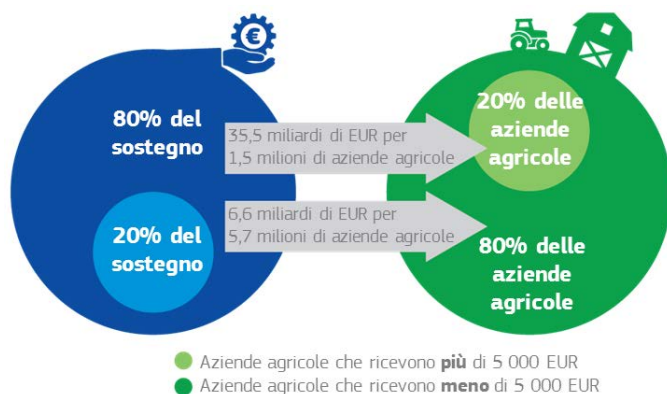 €
80% del
sostegno
35,5 miliardi di EUR per
1,5 milioni di aziende agricole
20% delle
aziende
agricole
20% del
sostegno
6,6 miliardi di EUR per
5,7 milioni di aziende agricole
80% delle
aziende
agricole
Aziende agricole che ricevono più di 5 000 EUR
Aziende agricole che ricevono meno di 5 000 EUR